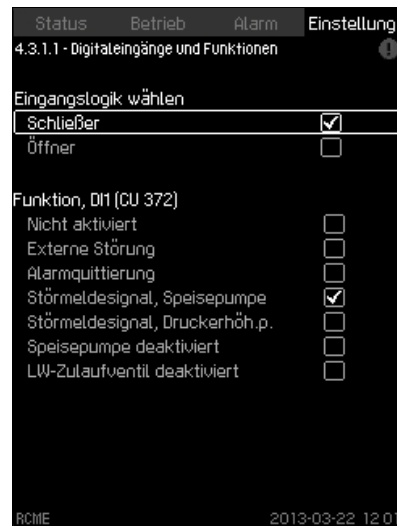 Status Betrieb Alarm Einstellung
4.3.1.1 - Digitaleingänge und Funktionen
Eingangslogik wählen
Schließer
Öffner
Funktion, DI1 (CU 372)
Nicht aktiviert
Externe Störung
Alarmquittierung
Störmeldesignal, Speisepumpe
Störmeldesignal, Druckerhöh.p.
Speisepumpe deaktiviert
LW-Zulaufventil deaktiviert
RCME 2013-03-22 12:01